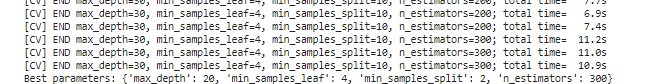 [CV] END max_depth=30, min_samples_leaf=4, min_samples_split=10, n_estimators=200; total time=   7.7s
[CV] END max_depth=30, min_samples_leaf=4, min_samples_split=10, n_estimators=200; total time=   6.9s
[CV] END max_depth=30, min_samples_leaf=4, min_samples_split=10, n_estimators=200; total time=   7.4s
[CV] END max_depth=30, min_samples_leaf=4, min_samples_split=10, n_estimators=300; total time=  11.2s
[CV] END max_depth=30, min_samples_leaf=4, min_samples_split=10, n_estimators=300; total time=  11.0s
[CV] END max_depth=30, min_samples_leaf=4, min_samples_split=10, n_estimators=300; total time=  10.9s
Best parameters: {'max_depth': 20, 'min_samples_leaf': 4, 'min_samples_split': 2, 'n_estimators': 300}